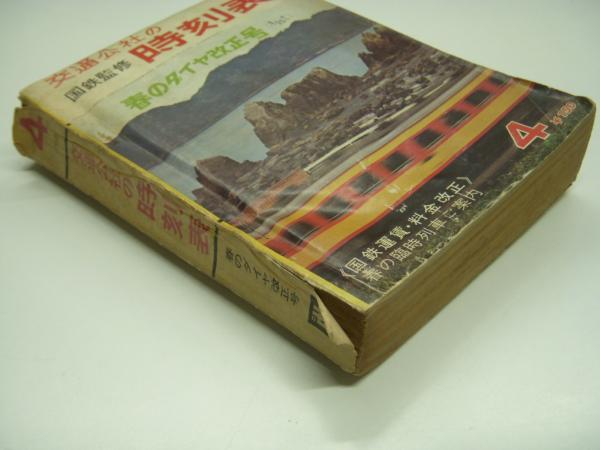 交通公社の
時刻表
国鉄監修
春のダイヤ改正号
4
《国鉄運賃・料金改正》
春の臨時列車ご案内
4
交通公社の
時刻表
春のダイヤ改正号